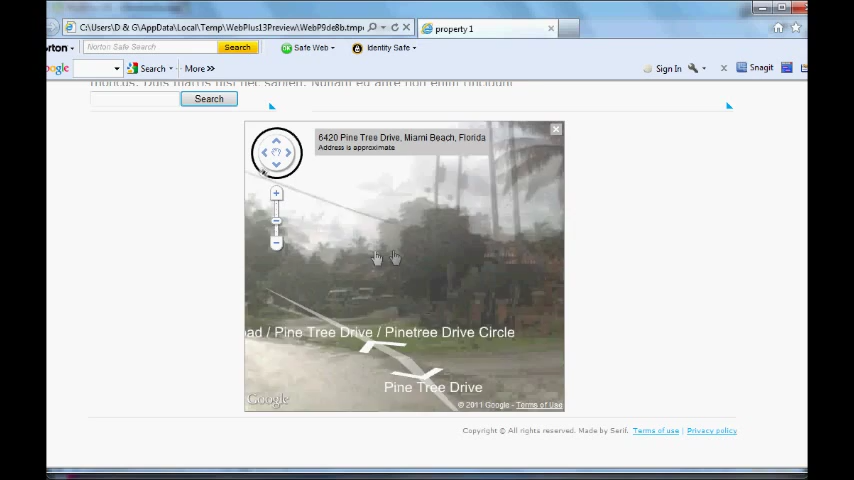 C:\Users\D & G\AppData\Local\Temp\WebPlus13Preview\WebP9de8b.tmp
property 1
orton
Norton Safe Search
Search
Safe Web
Identity Safe
ogle
Search
More >>
Sign In
Snagit
Search
6420 Pine Tree Drive, Miami Beach, Florida
Address is approximate
ad / Pine Tree Drive / Pinetree Drive Circle
Pine Tree Drive
Google
© 2011 Google - Terms of Use
Copyright © All rights reserved. Made by Serif. Terms of use | Privacy policy